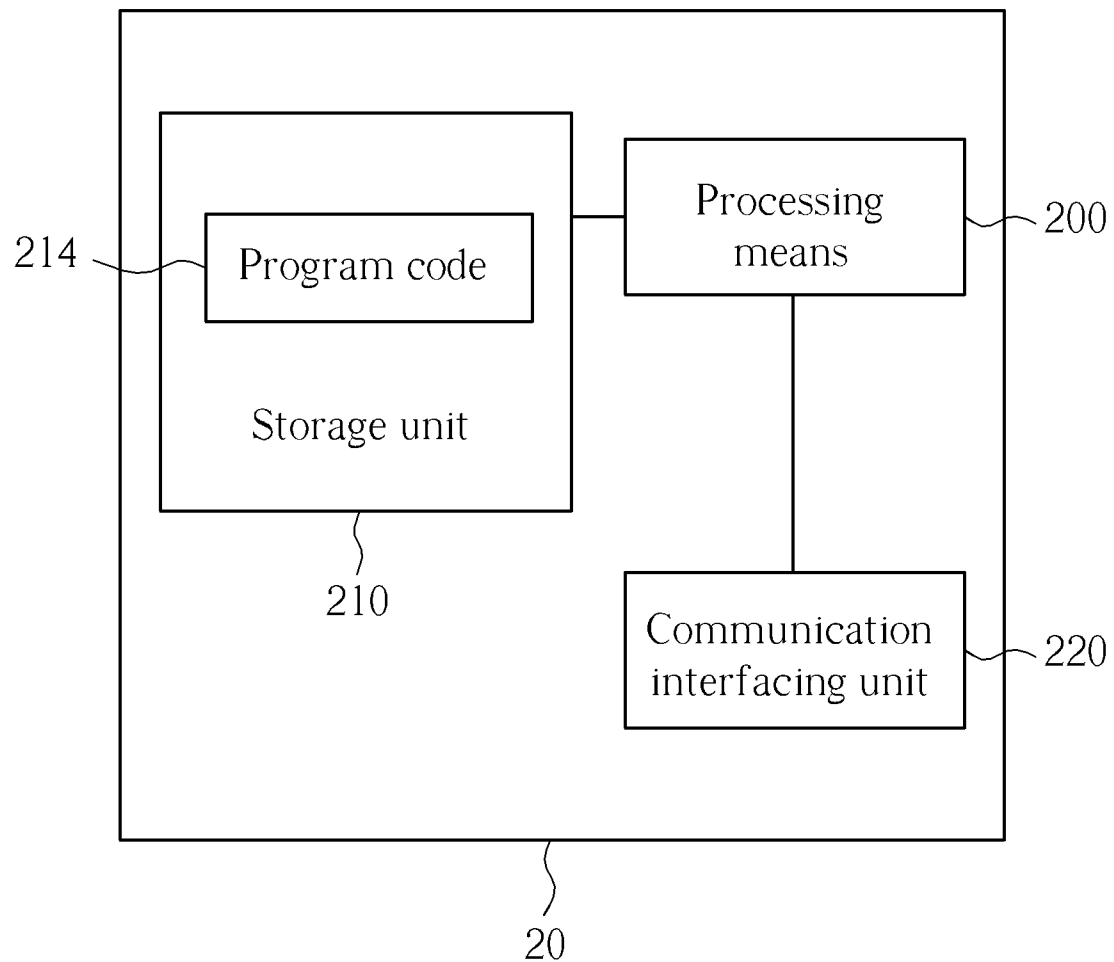 Processing
means
200
214
Program code
Storage unit
210
Communication
interfacing unit
220
20